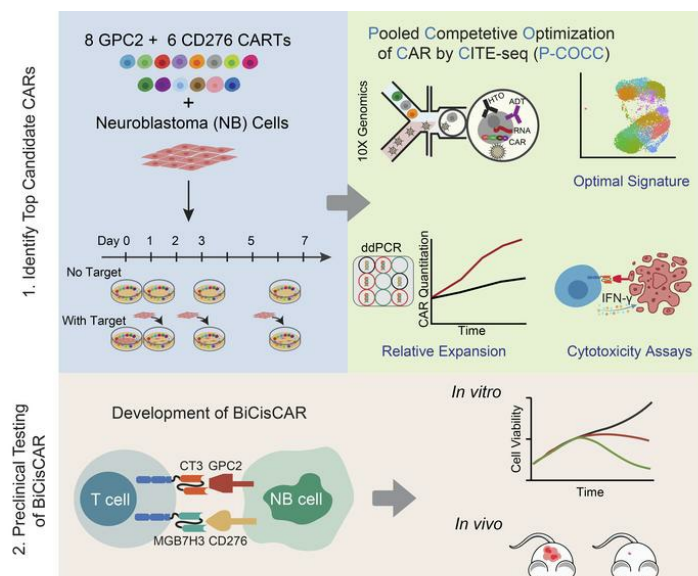 1. Identify Top Candidate CARs
8 GPC2 + 6 CD276 CARTs
+
Neuroblastoma (NB) Cells
Day 0 1 2 3 5 7
No Target
With Target
Pooled Competetive Optimization
of CAR by CITE-seq (P-COCC)
10X Genomics
HTO
ADT
RNA
CAR
Optimal Signature
ddPCR
CAR Quantitation
Time
Relative Expansion
IFN-γ
Cytotoxicity Assays
2. Preclinical Testing
of BiCisCAR
Development of BiCisCAR
CT3 GPC2
T cell
NB cell
MGB7H3 CD276
In vitro
Cell Viability
Time
In vivo